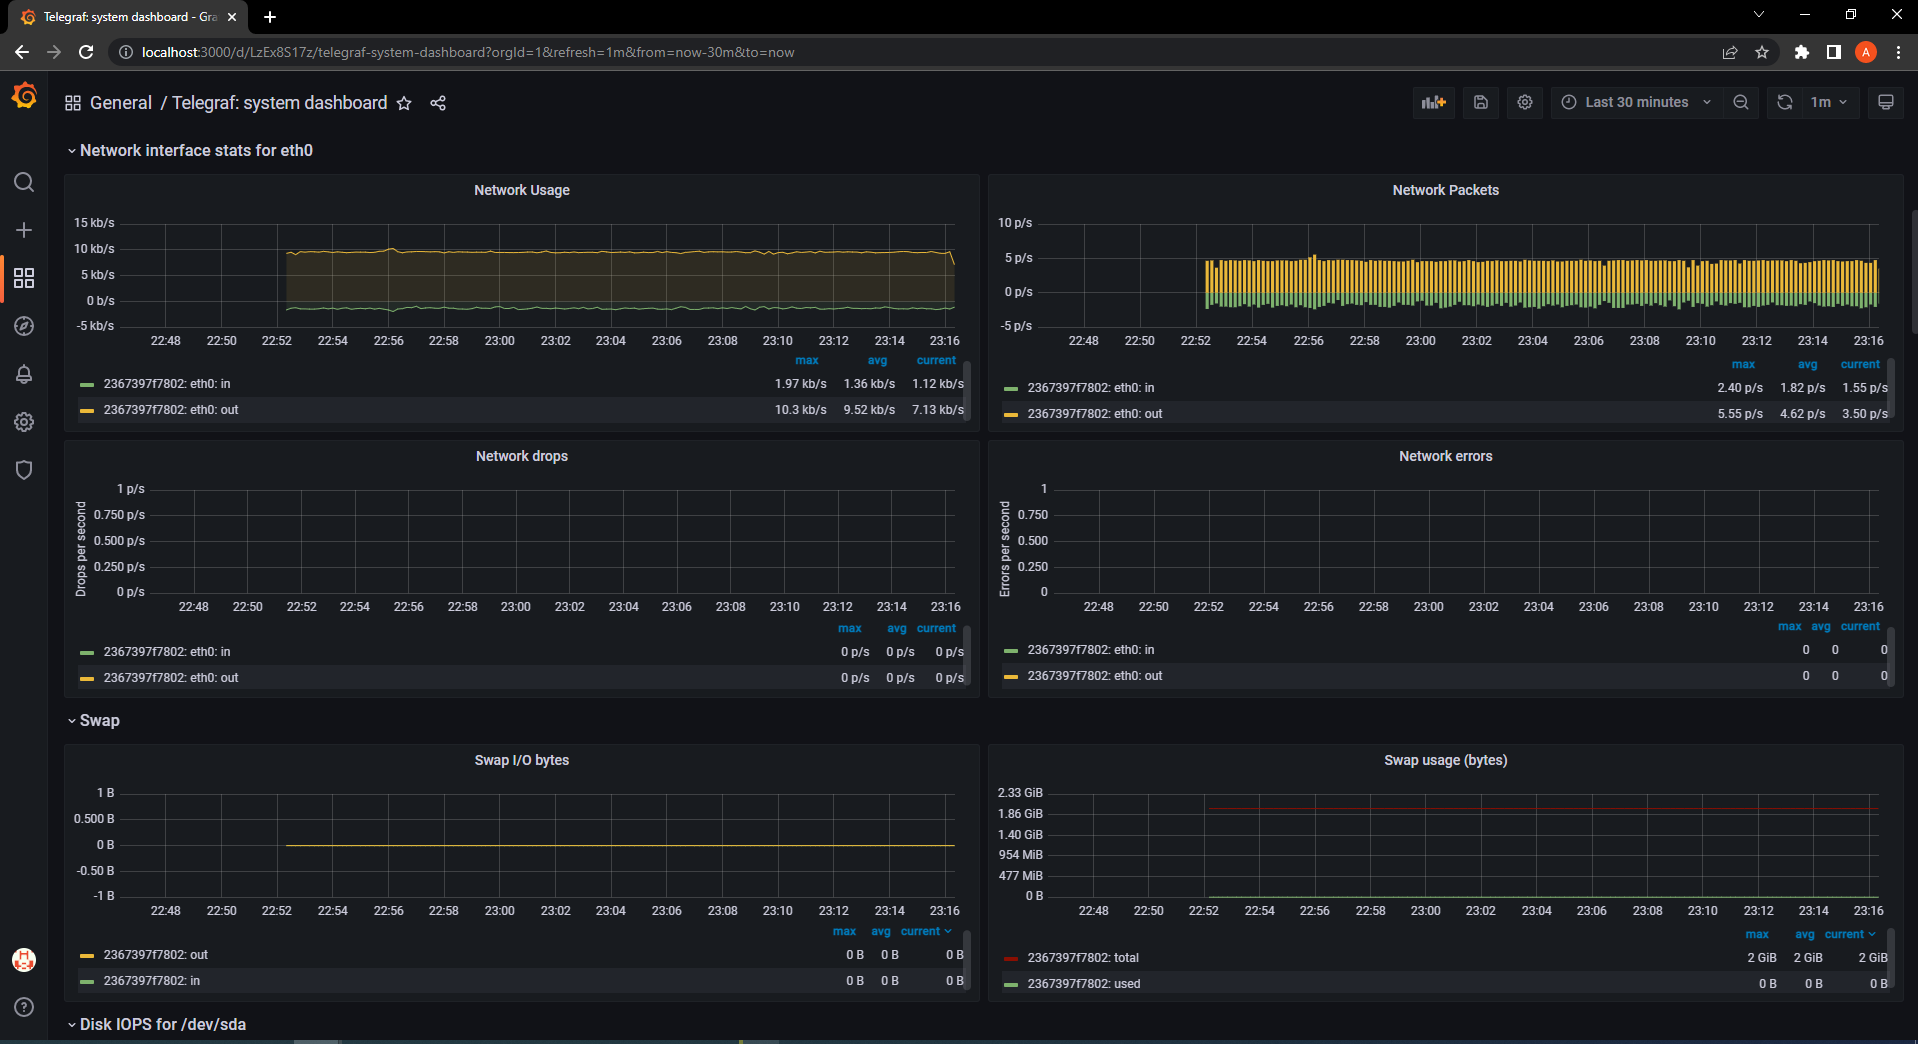 Telegraf: system dashboard - Gra
localhost:3000/d/LzEx8S17z/telegraf-system-dashboard?orgId=1&refresh=1m&from=now-30m&to=now
A
General / Telegraf: system dashboard
Last 30 minutes
1m
Network interface stats for eth0
Network Usage
15 kb/s
10 kb/s
5 kb/s
0 b/s
-5 kb/s
22:48 22:50 22:52 22:54 22:56 22:58 23:00 23:02 23:04 23:06 23:08 23:10 23:12 23:14 23:16
max avg current
2367397f7802: eth0: in 1.97 kb/s 1.36 kb/s 1.12 kb/s
2367397f7802: eth0: out 10.3 kb/s 9.52 kb/s 7.13 kb/s
Network Packets
10 p/s
5 p/s
0 p/s
-5 p/s
22:48 22:50 22:52 22:54 22:56 22:58 23:00 23:02 23:04 23:06 23:08 23:10 23:12 23:14 23:16
max avg current
2367397f7802: eth0: in 2.40 p/s 1.82 p/s 1.55 p/s
2367397f7802: eth0: out 5.55 p/s 4.62 p/s 3.50 p/s
Network drops
Drops per second
1 p/s
0.750 p/s
0.500 p/s
0.250 p/s
0 p/s
22:48 22:50 22:52 22:54 22:56 22:58 23:00 23:02 23:04 23:06 23:08 23:10 23:12 23:14 23:16
max avg current
2367397f7802: eth0: in 0 p/s 0 p/s 0 p/s
2367397f7802: eth0: out 0 p/s 0 p/s 0 p/s
Network errors
Errors per second
1
0.750
0.500
0.250
0
22:48 22:50 22:52 22:54 22:56 22:58 23:00 23:02 23:04 23:06 23:08 23:10 23:12 23:14 23:16
max avg current
2367397f7802: eth0: in 0 0 0
2367397f7802: eth0: out 0 0 0
Swap
Swap I/O bytes
1 B
0.500 B
0 B
-0.50 B
-1 B
22:48 22:50 22:52 22:54 22:56 22:58 23:00 23:02 23:04 23:06 23:08 23:10 23:12 23:14 23:16
max avg current
2367397f7802: out 0 B 0 B 0 B
2367397f7802: in 0 B 0 B 0 B
Swap usage (bytes)
2.33 GiB
1.86 GiB
1.40 GiB
954 MiB
477 MiB
0 B
22:48 22:50 22:52 22:54 22:56 22:58 23:00 23:02 23:04 23:06 23:08 23:10 23:12 23:14 23:16
max avg current
2367397f7802: total 2 GiB 2 GiB 2 GiB
2367397f7802: used 0 B 0 B 0 B
Disk IOPS for /dev/sda